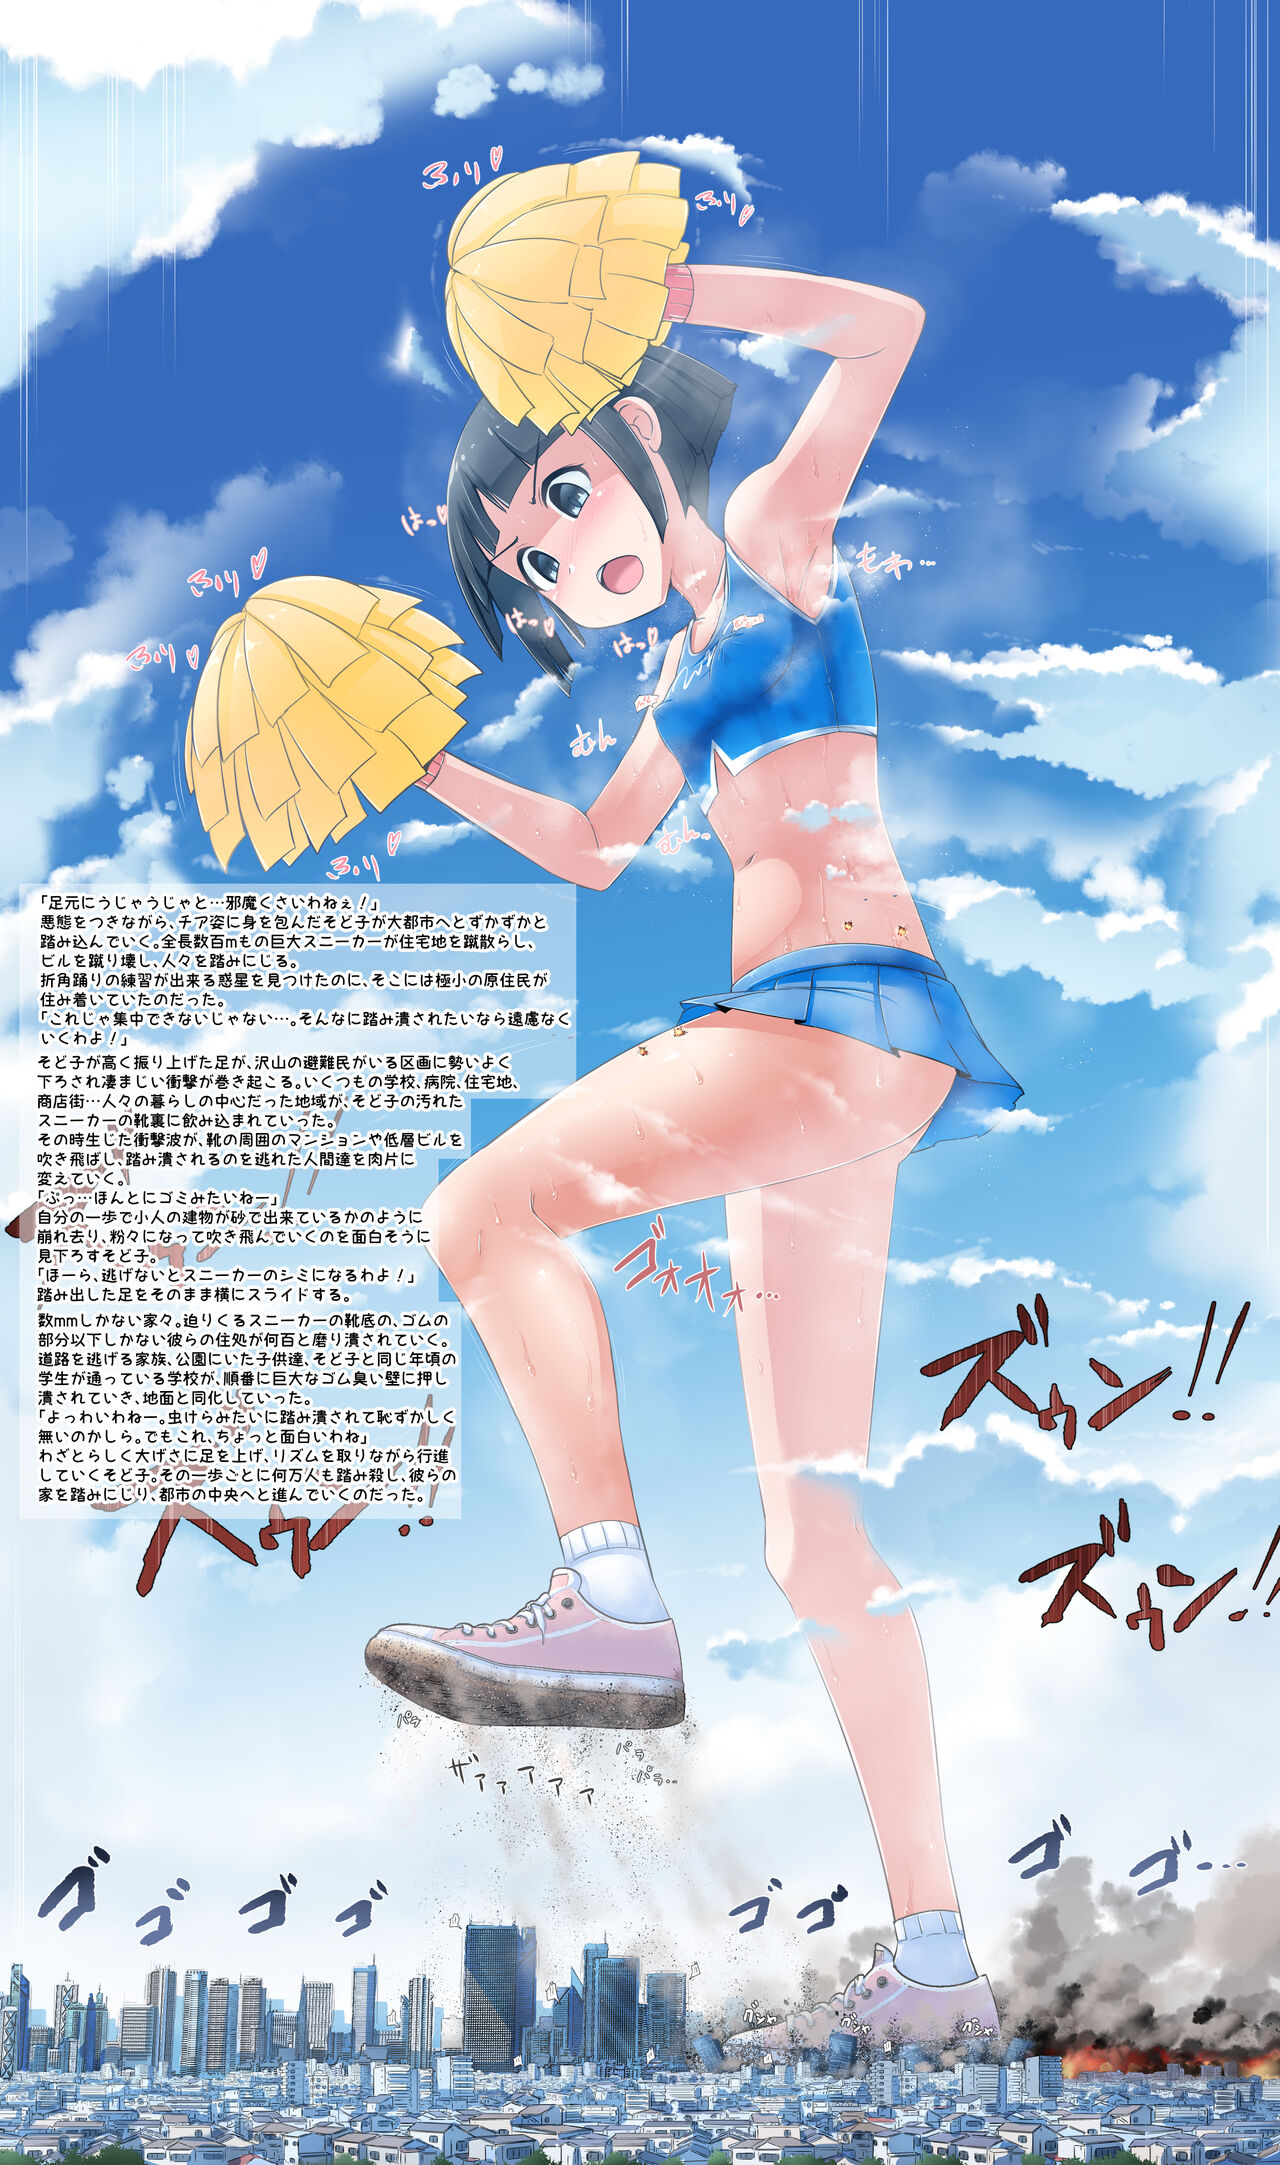 ふり♡
ふり♡
はっ♡
もわ…
ふり♡
はっ♡
はっ♡
ふり♡
むん
むんっ
ふり♡
「足元にうじゃうじゃと…邪魔くさいわねぇ！」
悪態をつきながら、チア姿に身を包んだそど子が大都市へとずかずかと
踏み込んでいく。全長数百mもの巨大スニーカーが住宅地を蹴散らし、
ビルを蹴り壊し、人々を踏みにじる。
折角踊りの練習が出来る惑星を見つけたのに、そこには極小の原住民が
住み着いていたのだった。
「これじゃ集中できないじゃない…。そんなに踏み潰されたいなら遠慮なく
いくわよ！」
そど子が高く振り上げた足が、沢山の避難民がいる区画に勢いよく
下ろされ凄まじい衝撃が巻き起こる。いくつもの学校、病院、住宅地、
商店街…人々の暮らしの中心だった地域が、そど子の汚れた
スニーカーの靴裏に飲み込まれていった。
その時生じた衝撃波が、靴の周囲のマンションや低層ビルを
吹き飛ばし、踏み潰されるのを逃れた人間達を肉片に
変えていく。
「ぷっ…ほんとにゴミみたいねー」
自分の一歩で小人の建物が砂で出来ているかのように
崩れ去り、粉々になって吹き飛んでいくのを面白そうに
見下ろすそど子。
「ほーら、逃げないとスニーカーのシミになるわよ！」
踏み出した足をそのまま横にスライドする。
数mmしかない家々。迫りくるスニーカーの靴底の、ゴムの
部分以下しかない彼らの住処が何百と磨り潰されていく。
道路を逃げる家族、公園にいた子供達、そど子と同じ年頃の
学生が通っている学校が、順番に巨大なゴム臭い壁に押し
潰されていき、地面と同化していった。
「よっわいわねー。虫けらみたいに踏み潰されて恥ずかしく
無いのかしら。でもこれ、ちょっと面白いわね」
わざとらしく大げさに足を上げ、リズムを取りながら行進
していくそど子。その一歩ごとに何万人も踏み殺し、彼らの
家を踏みにじり、都市の中央へと進んでいくのだった。
ゴォオォ…
ズゥン!!
ズゥン!!
パラ
ザァァァァァ
パラ
パラ‥
ゴ
ゴ
ゴ
ゴ
ゴ
ゴ
ゴ
ゴ…
グシャ
グシャ
グシャ